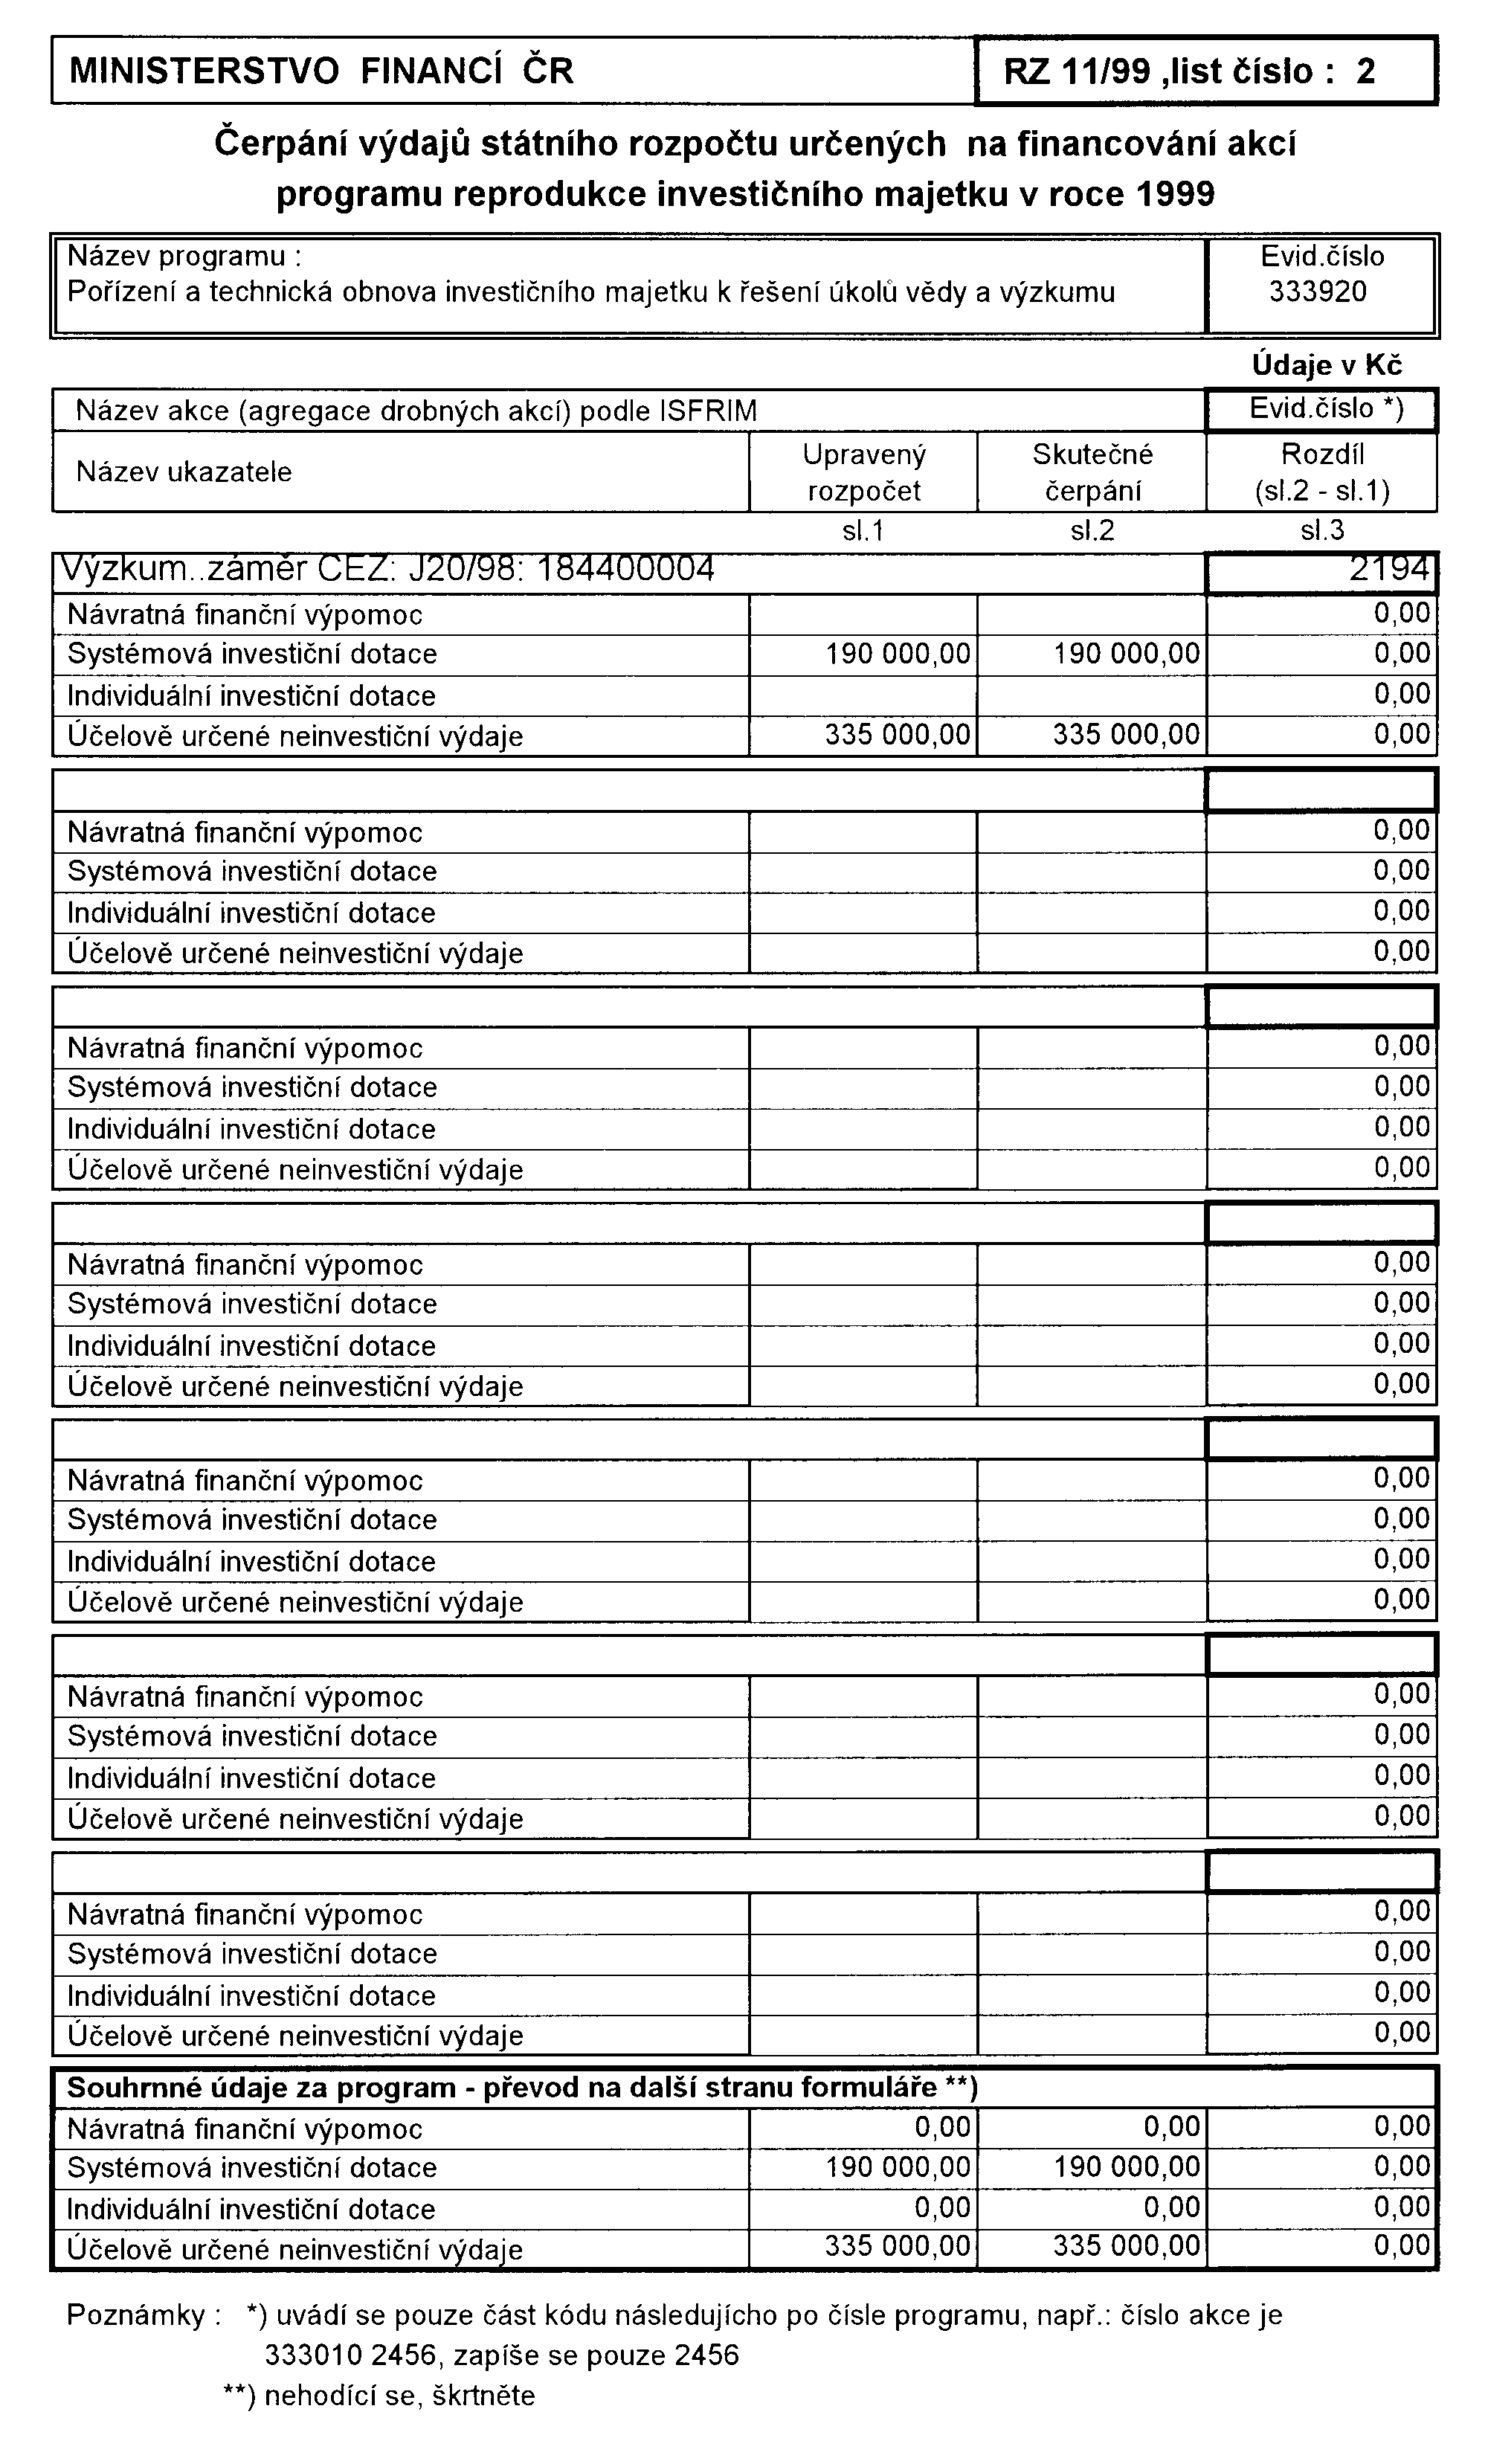 MINISTERSTVO FINANCÍ ČR RZ 11/99 ,list číslo : 2
Čerpání výdajů státního rozpočtu určených na financování akcí
programu reprodukce investičního majetku v roce 1999
Název programu : Evid.číslo
Pořízení a technická obnova investičního majetku k řešení úkolů vědy a výzkumu 333920
Údaje v Kč
Název akce (agregace drobných akcí) podle ISFRIM Evid.číslo *)
Název ukazatele Upravený rozpočet Skutečné čerpání Rozdíl (sl.2 - sl.1)
sl.1 sl.2 sl.3
Výzkum..záměr CEZ: J20/98: 184400004 2194
Návratná finanční výpomoc 0,00
Systémová investiční dotace 190 000,00 190 000,00 0,00
Individuální investiční dotace 0,00
Účelově určené neinvestiční výdaje 335 000,00 335 000,00 0,00
Návratná finanční výpomoc 0,00
Systémová investiční dotace 0,00
Individuální investiční dotace 0,00
Účelově určené neinvestiční výdaje 0,00
Návratná finanční výpomoc 0,00
Systémová investiční dotace 0,00
Individuální investiční dotace 0,00
Účelově určené neinvestiční výdaje 0,00
Návratná finanční výpomoc 0,00
Systémová investiční dotace 0,00
Individuální investiční dotace 0,00
Účelově určené neinvestiční výdaje 0,00
Návratná finanční výpomoc 0,00
Systémová investiční dotace 0,00
Individuální investiční dotace 0,00
Účelově určené neinvestiční výdaje 0,00
Návratná finanční výpomoc 0,00
Systémová investiční dotace 0,00
Individuální investiční dotace 0,00
Účelově určené neinvestiční výdaje 0,00
Návratná finanční výpomoc 0,00
Systémová investiční dotace 0,00
Individuální investiční dotace 0,00
Účelově určené neinvestiční výdaje 0,00
Souhrnné údaje za program - převod na další stranu formuláře **)
Návratná finanční výpomoc 0,00 0,00 0,00
Systémová investiční dotace 190 000,00 190 000,00 0,00
Individuální investiční dotace 0,00 0,00 0,00
Účelově určené neinvestiční výdaje 335 000,00 335 000,00 0,00
Poznámky : *) uvádí se pouze část kódu následujícho po čísle programu, např.: číslo akce je
333010 2456, zapíše se pouze 2456
**) nehodící se, škrtněte